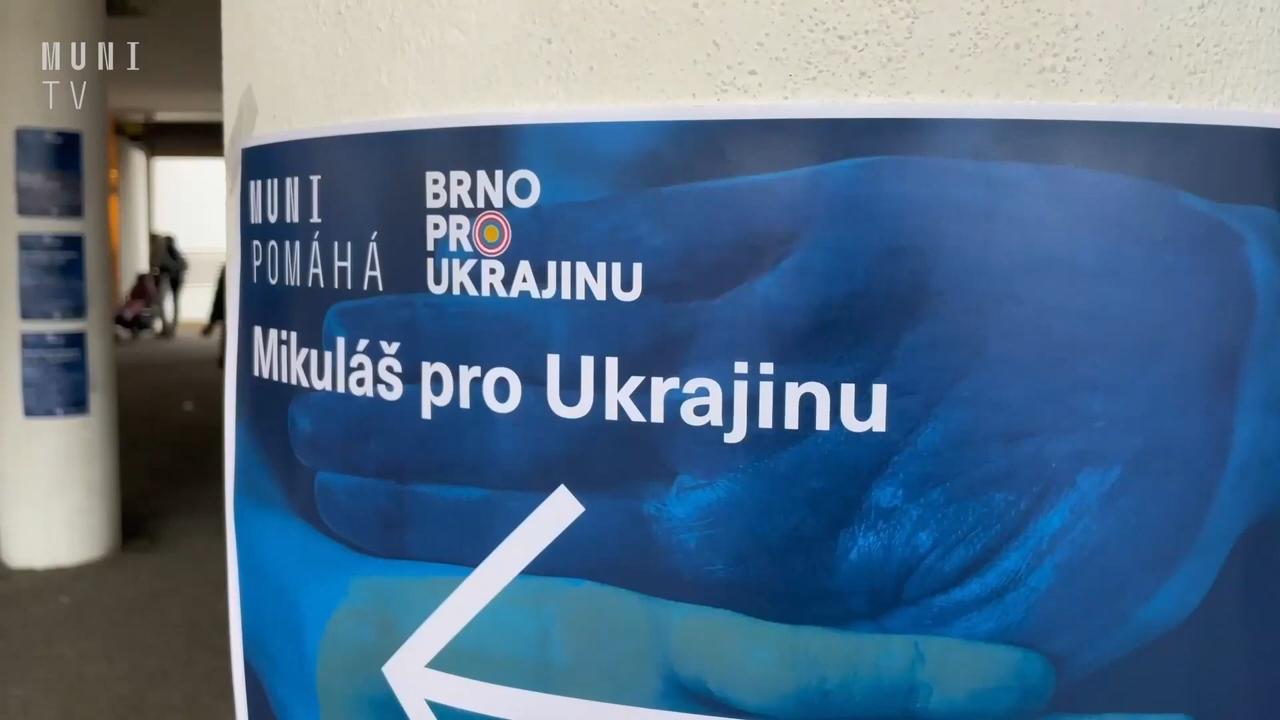 MUNI
TV
MUNI
POMÁHÁ
BRNO
PRO
UKRAJINU
Mikuláš pro Ukrajinu